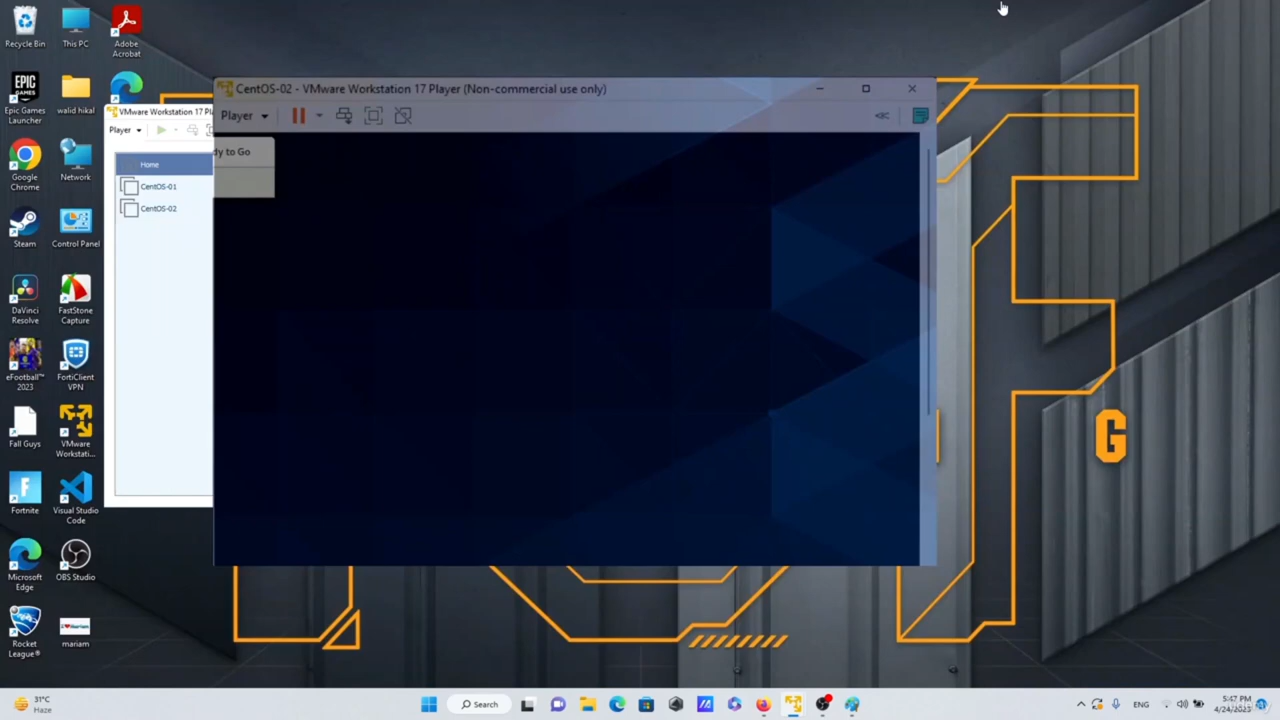 Recycle Bin
This PC
Adobe
Acrobat
EPIC
GAMES
Epic Games
Launcher
walid hikal
Google
Chrome
Network
Steam
Control Panel
DaVinci
Resolve
FastStone
Capture
eFootball™
2023
FortiClient
VPN
Fall Guys
VMware
Workstati...
Fortnite
Visual Studio
Code
Microsoft
Edge
OBS Studio
Rocket
League®
mariam
VMware Workstation 17 Pl
Player
Home
CentOS-01
CentOS-02
CentOS-02 - VMware Workstation 17 Player (Non-commercial use only)
Player
dy to Go
G
31°C
Haze
Search
ENG
5:47 PM
4/24/2023